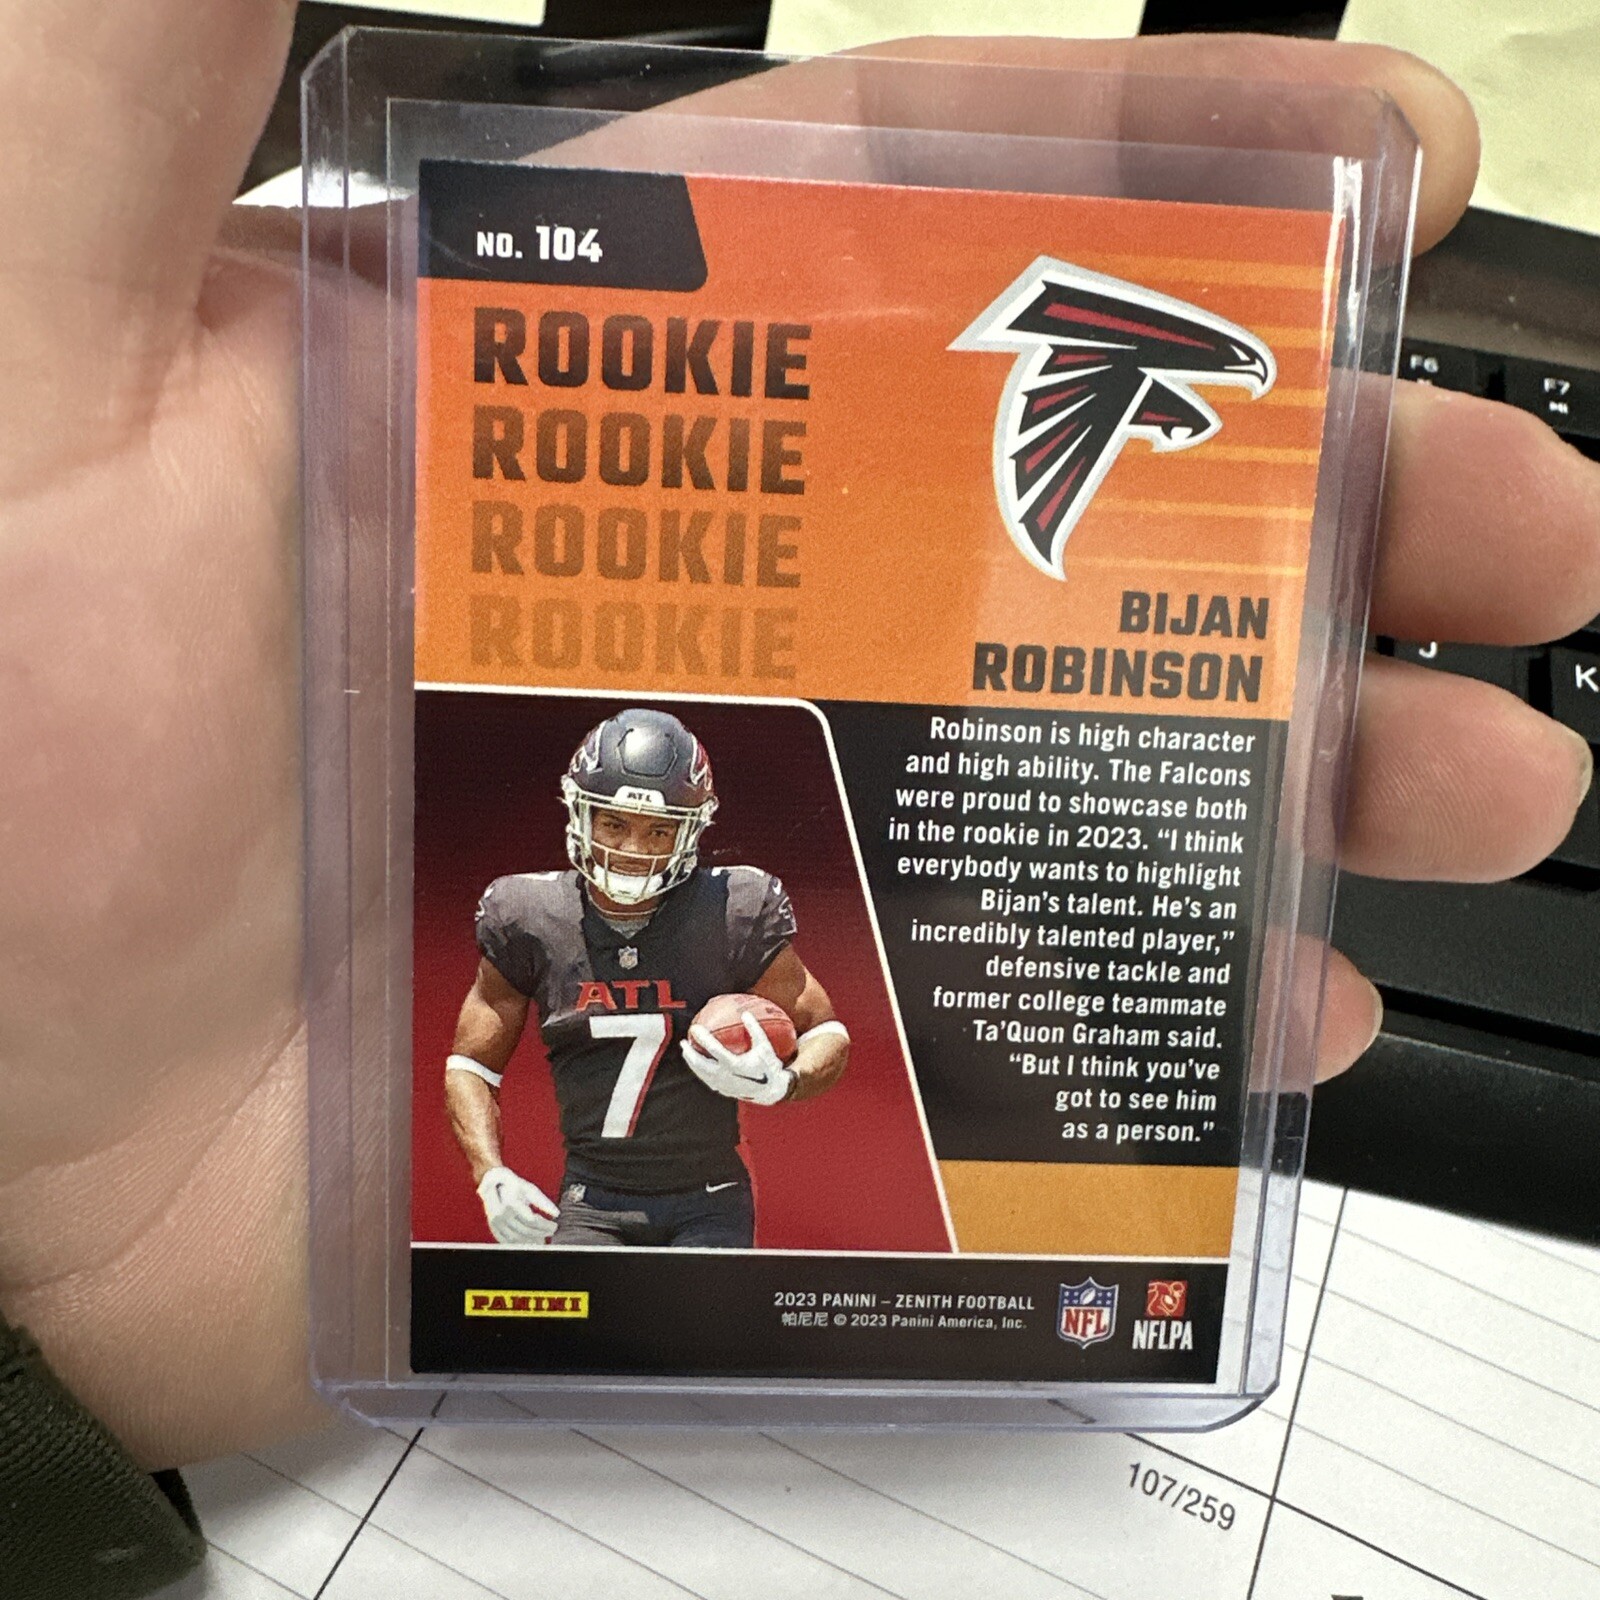 NO. 104
ROOKIE
ROOKIE
ROOKIE
ROOKIE
BIJAN
ROBINSON
Robinson is high character
and high ability. The Falcons
were proud to showcase both
in the rookie in 2023. “I think
everybody wants to highlight
Bijan’s talent. He’s an
incredibly talented player,”
defensive tackle and
former college teammate
Ta’Quon Graham said.
“But I think you’ve
got to see him
as a person.”
ATL
ATL
7
PANINI
2023 PANINI – ZENITH FOOTBALL
帕尼尼 © 2023 Panini America, Inc.
NFL
NFLPA
F6
F7
J
K
107/259